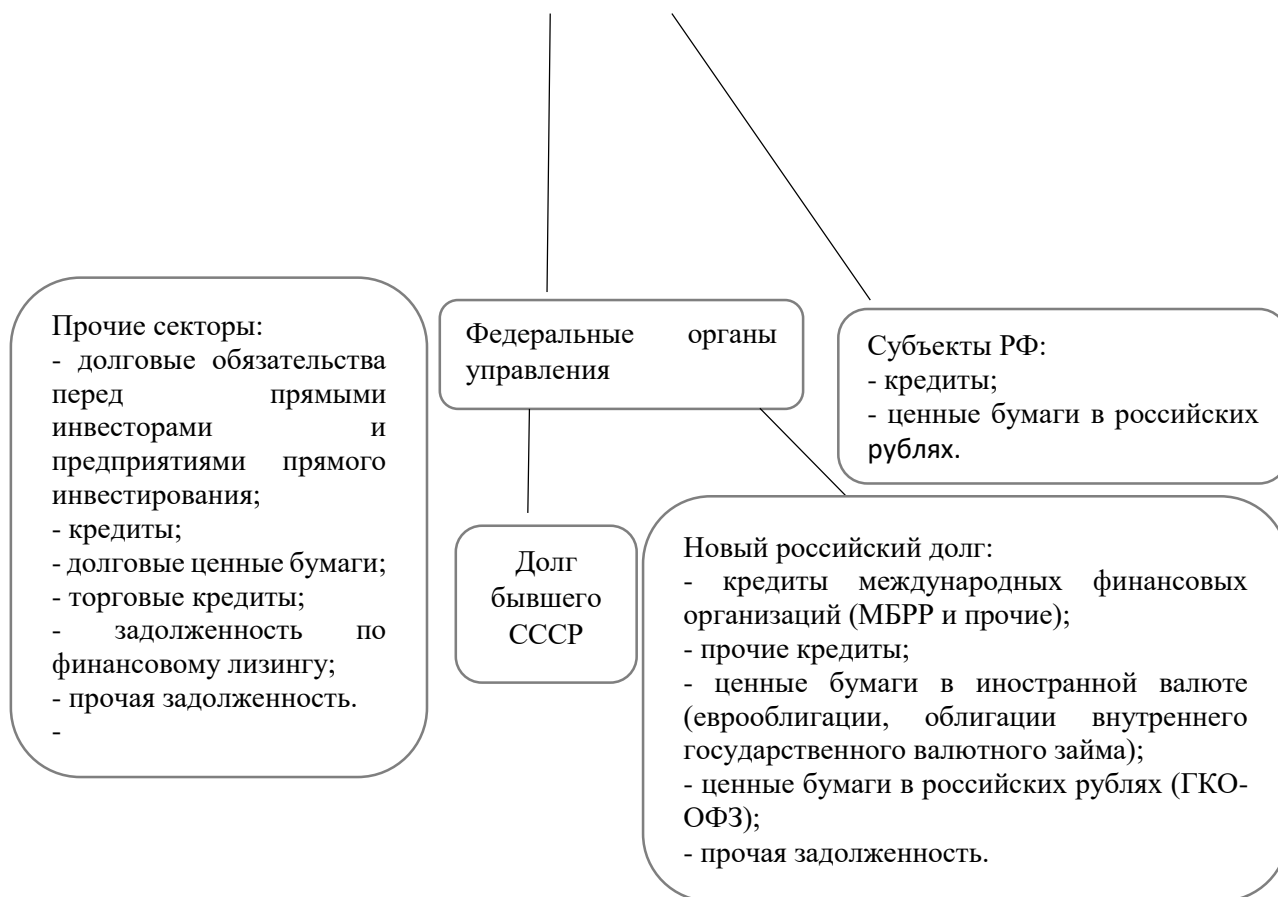 Прочие секторы:
- долговые обязательства
перед прямыми
инвесторами и
предприятиями прямого
инвестирования;
- кредиты;
- долговые ценные бумаги;
- торговые кредиты;
- задолженность по
финансовому лизингу;
- прочая задолженность.
-
Федеральные органы
управления
Субъекты РФ:
- кредиты;
- ценные бумаги в российских
рублях.
Долг
бывшего
СССР
Новый российский долг:
- кредиты международных финансовых
организаций (МБРР и прочие);
- прочие кредиты;
- ценные бумаги в иностранной валюте
(еврооблигации, облигации внутреннего
государственного валютного займа);
- ценные бумаги в российских рублях (ГКО-
ОФЗ);
- прочая задолженность.